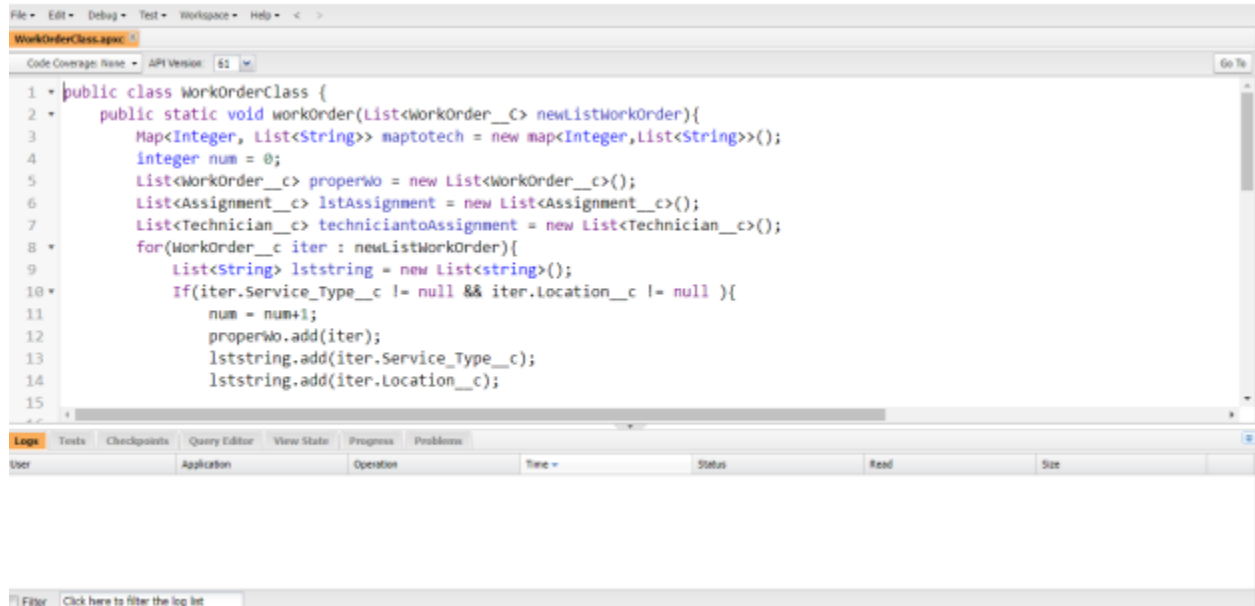 File Edit Debug Test Workspace Help < >
WorkOrderClass.apxc
Code Coverage: None API Version: 61 Go To
1 public class WorkOrderClass {
2 public static void workOrder(List<WorkOrder__C> newListWorkOrder){
3 Map<Integer, List<String>> maptotech = new map<Integer,List<String>>();
4 integer num = 0;
5 List<WorkOrder__c> properWo = new List<WorkOrder__c>();
6 List<Assignment__c> lstAssignment = new List<Assignment__c>();
7 List<Technician__c> techniciantoAssignment = new List<Technician__c>();
8 for(WorkOrder__c iter : newListWorkOrder){
9 List<String> lststring = new List<string>();
10 If(iter.Service_Type__c != null && iter.Location__c != null ){
11 num = num+1;
12 properWo.add(iter);
13 lststring.add(iter.Service_Type__c);
14 lststring.add(iter.Location__c);
15
Logs Tests Checkpoints Query Editor View State Progress Problems
User Application Operation Time Status Read Size
Filter Click here to filter the log list